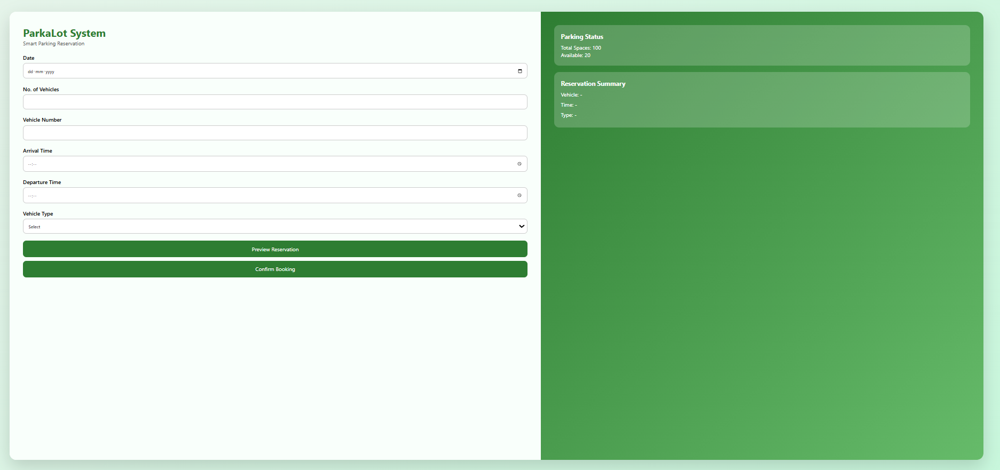 ParkaLot System
Smart Parking Reservation
Date
dd-mm-yyyy
No. of Vehicles
Vehicle Number
Arrival Time
--:--
Departure Time
--:--
Vehicle Type
Select
Preview Reservation
Confirm Booking
Parking Status
Total Spaces: 100
Available: 20
Reservation Summary
Vehicle: -
Time: -
Type: -